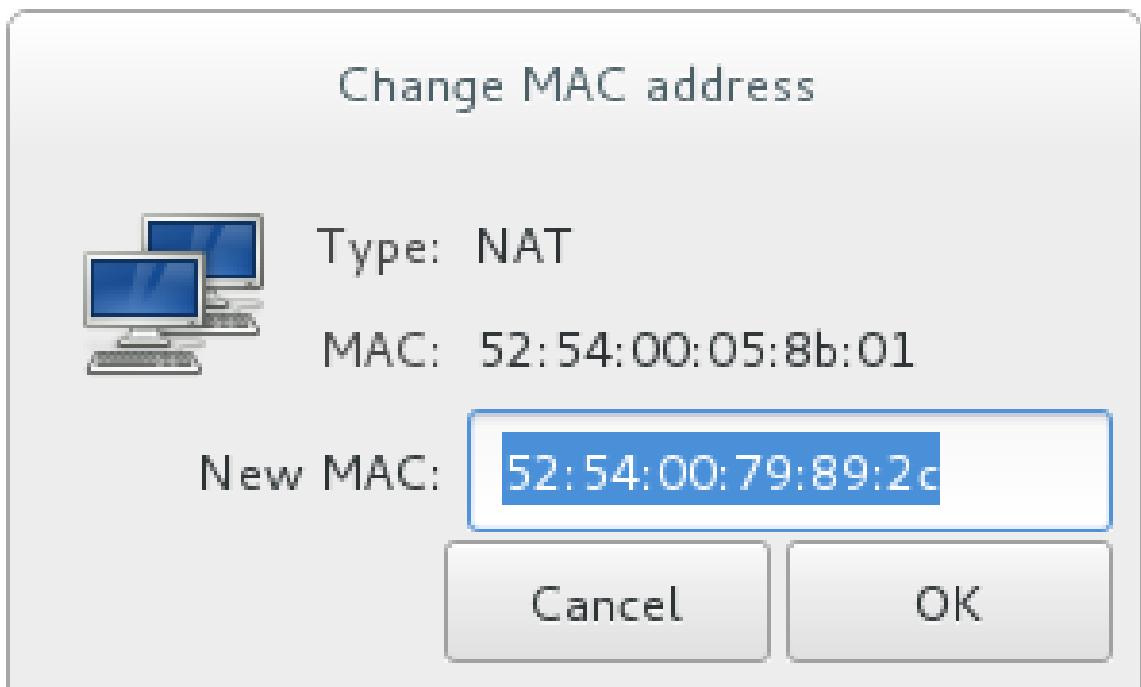 Change MAC address
Type: NAT
MAC: 52:54:00:05:8b:01
New MAC: 52:54:00:79:89:2c
Cancel OK